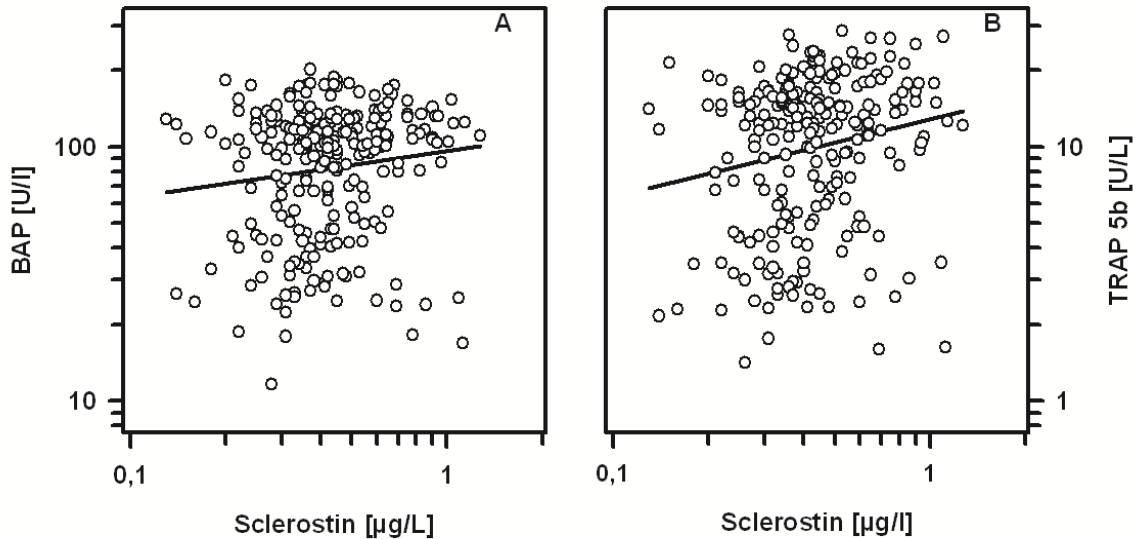 A
B
100
10
BAP [U/l]
10
1
TRAP 5b [U/L]
0,1
1
0,1
1
Sclerostin [µg/L]
Sclerostin [µg/l]